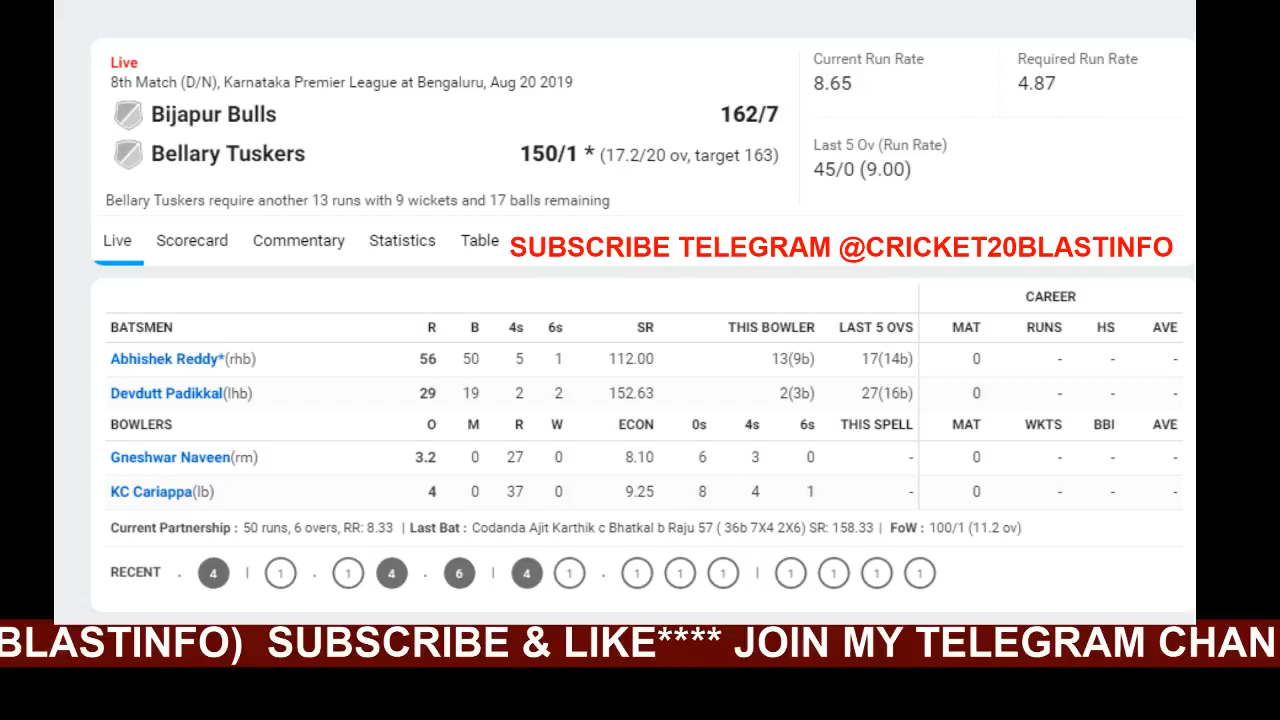 Live
8th Match (D/N), Karnataka Premier League at Bengaluru, Aug 20 2019
Bijapur Bulls 162/7
Bellary Tuskers 150/1 * (17.2/20 ov, target 163)
Bellary Tuskers require another 13 runs with 9 wickets and 17 balls remaining
Current Run Rate Required Run Rate
8.65 4.87
Last 5 Ov (Run Rate)
45/0 (9.00)
Live Scorecard Commentary Statistics Table SUBSCRIBE TELEGRAM @CRICKET20BLASTINFO
CAREER
BATSMEN R B 4s 6s SR THIS BOWLER LAST 5 OVS MAT RUNS HS AVE
Abhishek Reddy*(rhb) 56 50 5 1 112.00 13(9b) 17(14b) 0 - - -
Devdutt Padikkal(lhb) 29 19 2 2 152.63 2(3b) 27(16b) 0 - - -
BOWLERS O M R W ECON 0s 4s 6s THIS SPELL MAT WKTS BBI AVE
Gneshwar Naveen(rm) 3.2 0 27 0 8.10 6 3 0 - 0 - - -
KC Cariappa(lb) 4 0 37 0 9.25 8 4 1 - 0 - - -
Current Partnership : 50 runs, 6 overs, RR: 8.33 | Last Bat : Codanda Ajit Karthik c Bhatkal b Raju 57 ( 36b 7X4 2X6) SR: 158.33 | FoW : 100/1 (11.2 ov)
RECENT . 4 | 1 . 1 4 . 6 | 4 1 . 1 1 1 | 1 1 1 1
BLASTINFO) SUBSCRIBE & LIKE**** JOIN MY TELEGRAM CHAN